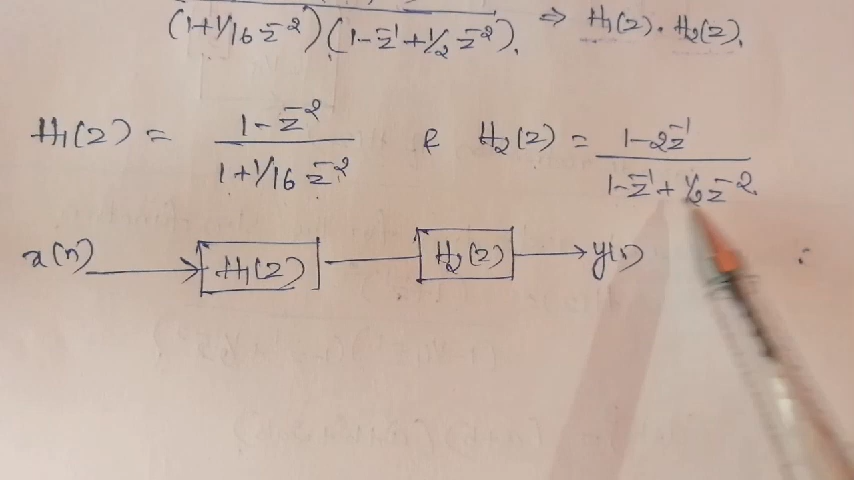 (1+1/16 z⁻²)(1-z⁻¹+1/2 z⁻²). ⇒ H₁(z). H₂(z).
H₁(z) = 1-z⁻² / 1+1/16 z⁻² & H₂(z) = 1-2z⁻¹ / 1-z⁻¹+1/2 z⁻².
x(n) → H₁(z) — H₂(z) → y(n)